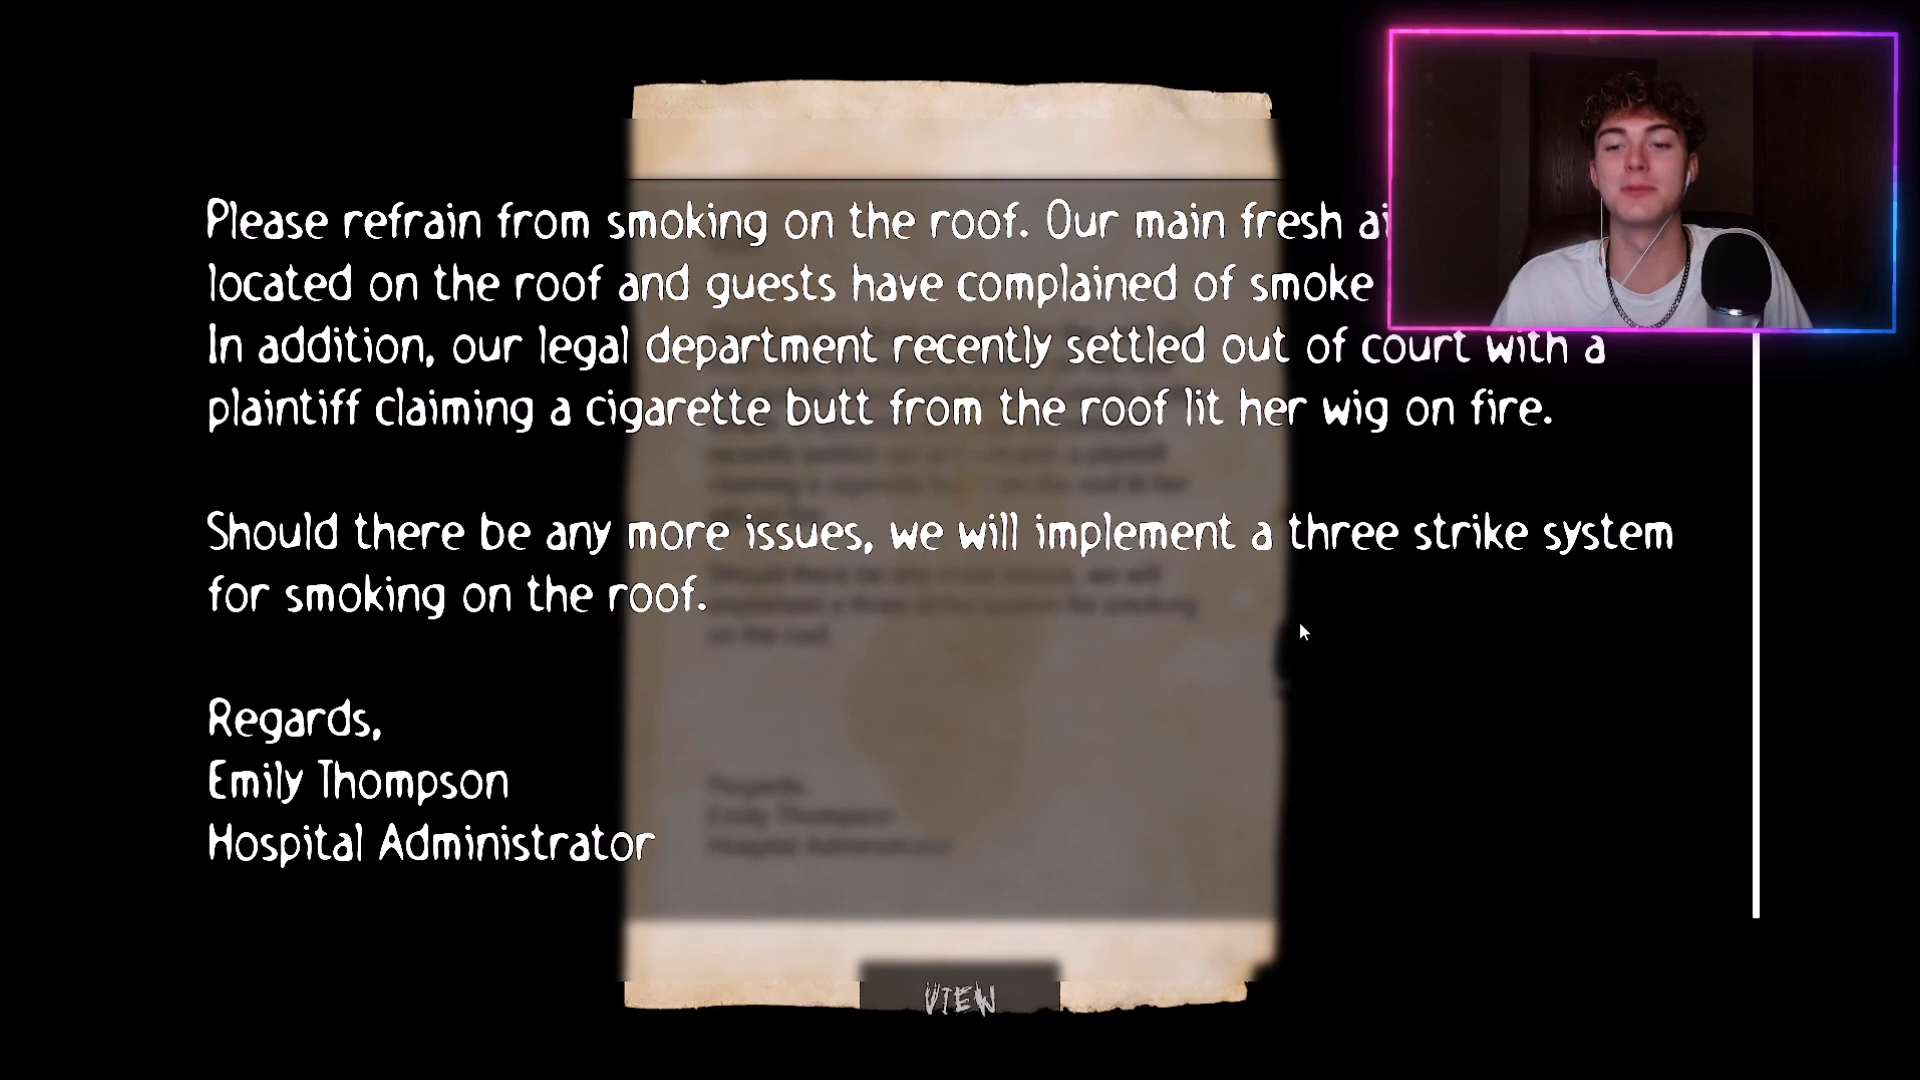 Please refrain from smoking on the roof. Our main fresh
located on the roof and guests have complained of smoke
In addition, our legal department recently settled out of court with a
plaintiff claiming a cigarette butt from the roof lit her wig on fire.
Should there be any more issues, we will implement a three strike system
for smoking on the roof.
Regards,
Emily Thompson
Hospital Administrator
VIEW